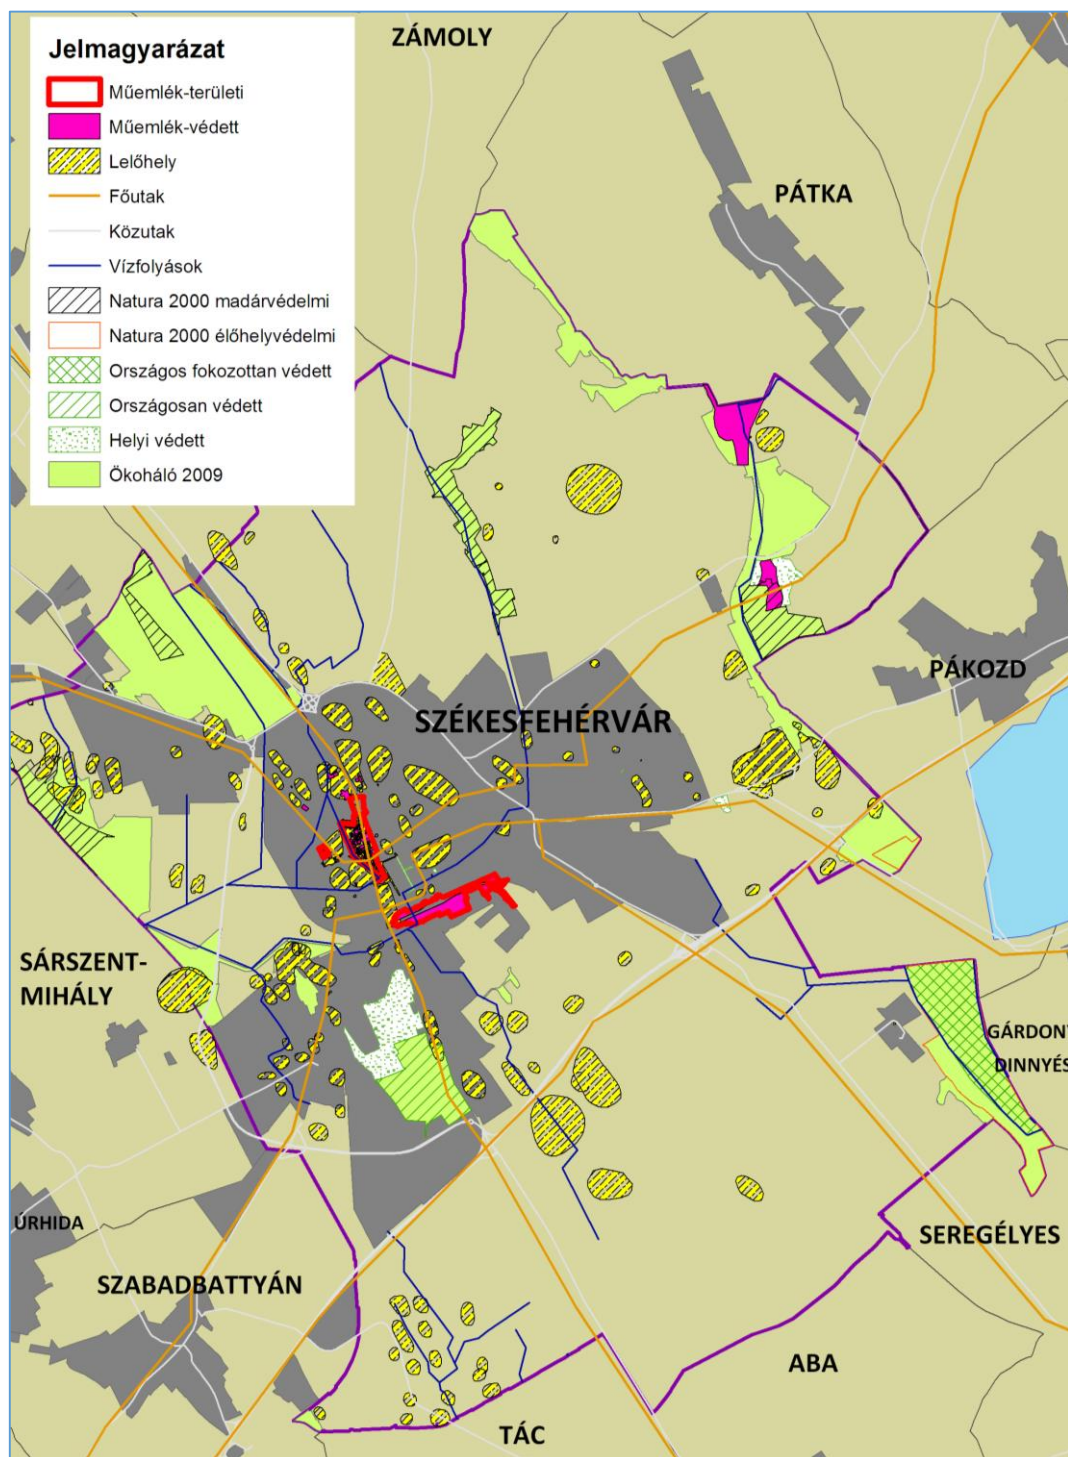 ZÁMOLY
Jelmagyarázat
Műemlék-területi
Műemlék-védett
Lelőhely
Főutak
Közutak
Vízfolyások
Natura 2000 madárvédelmi
Natura 2000 élőhelyvédelmi
Országos fokozottan védett
Országosan védett
Helyi védett
Ökoháló 2009
PÁTKA
PÁKOZD
SZÉKESFEHÉRVÁR
SÁRSZENT-
MIHÁLY
GÁRDONY
DINNYÉS
ÚRHIDA
SEREGÉLYES
SZABADBATTYÁN
ABA
TÁC